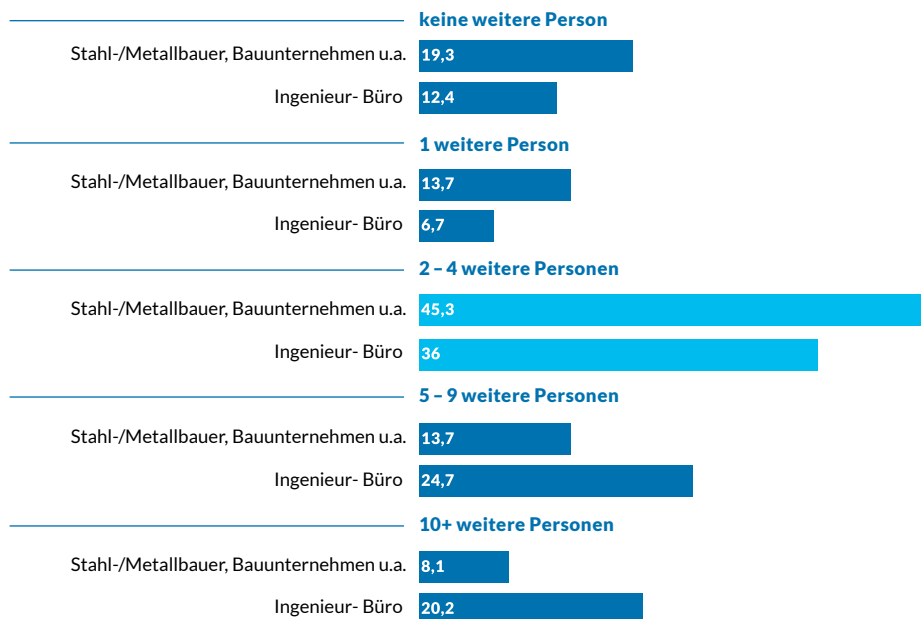 keine weitere Person
Stahl-/Metallbauer, Bauunternehmen u.a. 19,3
Ingenieur- Büro 12,4
1 weitere Person
Stahl-/Metallbauer, Bauunternehmen u.a. 13,7
Ingenieur- Büro 6,7
2 – 4 weitere Personen
Stahl-/Metallbauer, Bauunternehmen u.a. 45,3
Ingenieur- Büro 36
5 – 9 weitere Personen
Stahl-/Metallbauer, Bauunternehmen u.a. 13,7
Ingenieur- Büro 24,7
10+ weitere Personen
Stahl-/Metallbauer, Bauunternehmen u.a. 8,1
Ingenieur- Büro 20,2